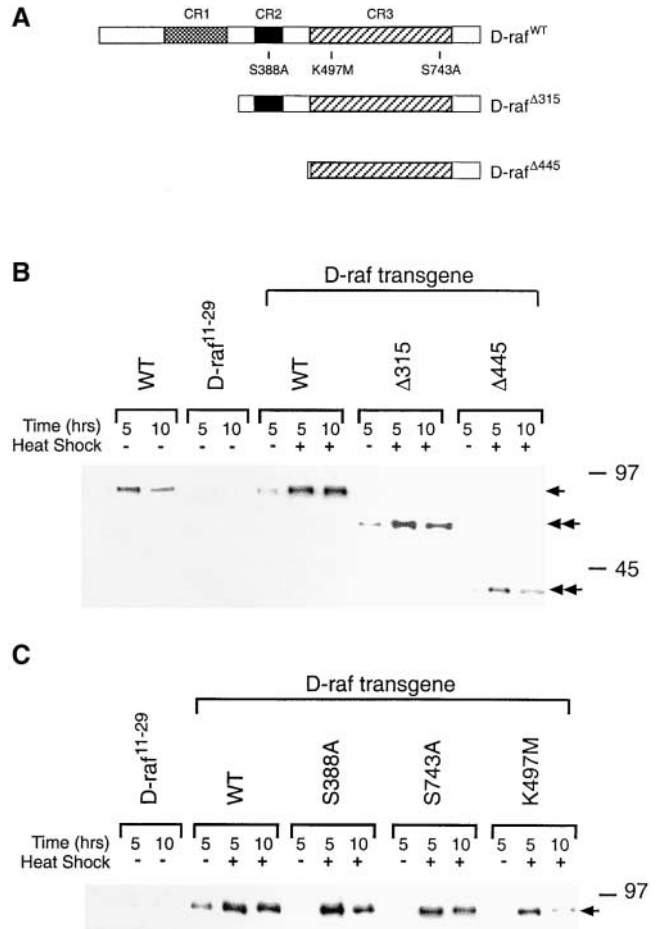 A
CR1 CR2 CR3
D-raf^WT
S388A K497M S743A
D-raf^Δ315
D-raf^Δ445
B
D-raf transgene
WT D-raf^11-29 WT Δ315 Δ445
Time (hrs) 5 10 5 10 5 5 10 5 5 10 5 5 10
Heat Shock - - - - - + + - + + - + +
97
45
C
D-raf transgene
D-raf^11-29 WT S388A S743A K497M
Time (hrs) 5 10 5 5 10 5 5 10 5 5 10 5 5 10
Heat Shock - - - + + - + + - + + - + +
97